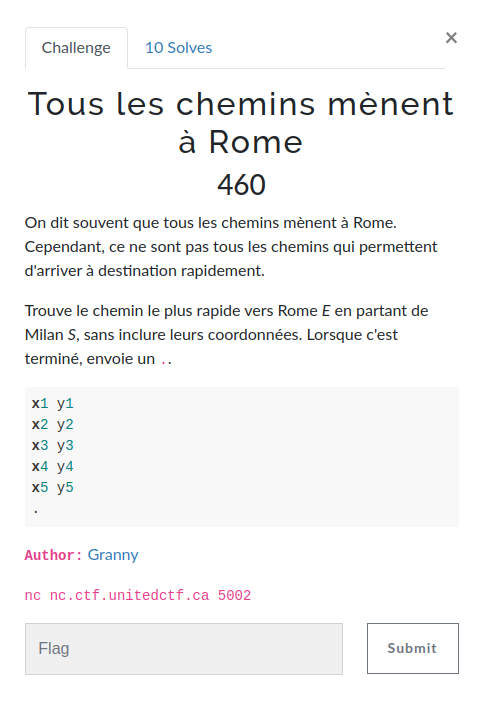 Challenge
10 Solves
×
Tous les chemins mènent
à Rome
460
On dit souvent que tous les chemins mènent à Rome.
Cependant, ce ne sont pas tous les chemins qui permettent
d'arriver à destination rapidement.
Trouve le chemin le plus rapide vers Rome E en partant de
Milan S, sans inclure leurs coordonnées. Lorsque c'est
terminé, envoie un . .
x1 y1
x2 y2
x3 y3
x4 y4
x5 y5
.
Author: Granny
nc nc.ctf.unitedctf.ca 5002
Flag
Submit